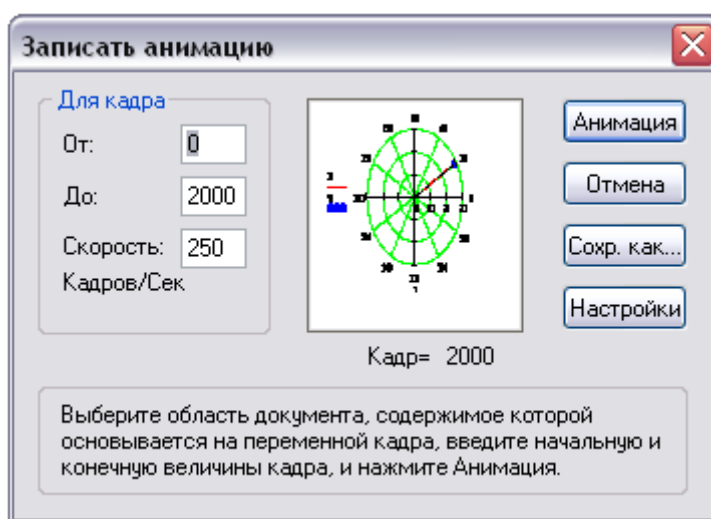 Записать анимацию
Для кадра
От: 0
До: 2000
Скорость: 250
Кадров/Сек
Анимация
Отмена
Сохр. как...
Настройки
Кадр= 2000
Выберите область документа, содержимое которой
основывается на переменной кадра, введите начальную и
конечную величины кадра, и нажмите Анимация.